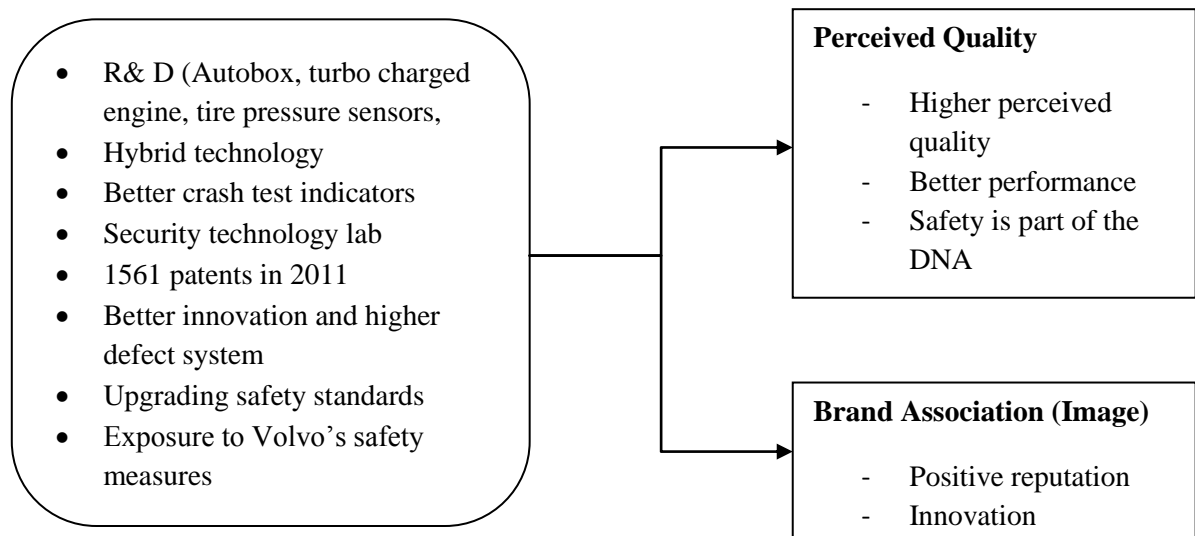 • R& D (Autobox, turbo charged
engine, tire pressure sensors,
• Hybrid technology
• Better crash test indicators
• Security technology lab
• 1561 patents in 2011
• Better innovation and higher
defect system
• Upgrading safety standards
• Exposure to Volvo’s safety
measures
Perceived Quality
- Higher perceived
quality
- Better performance
- Safety is part of the
DNA
Brand Association (Image)
- Positive reputation
- Innovation